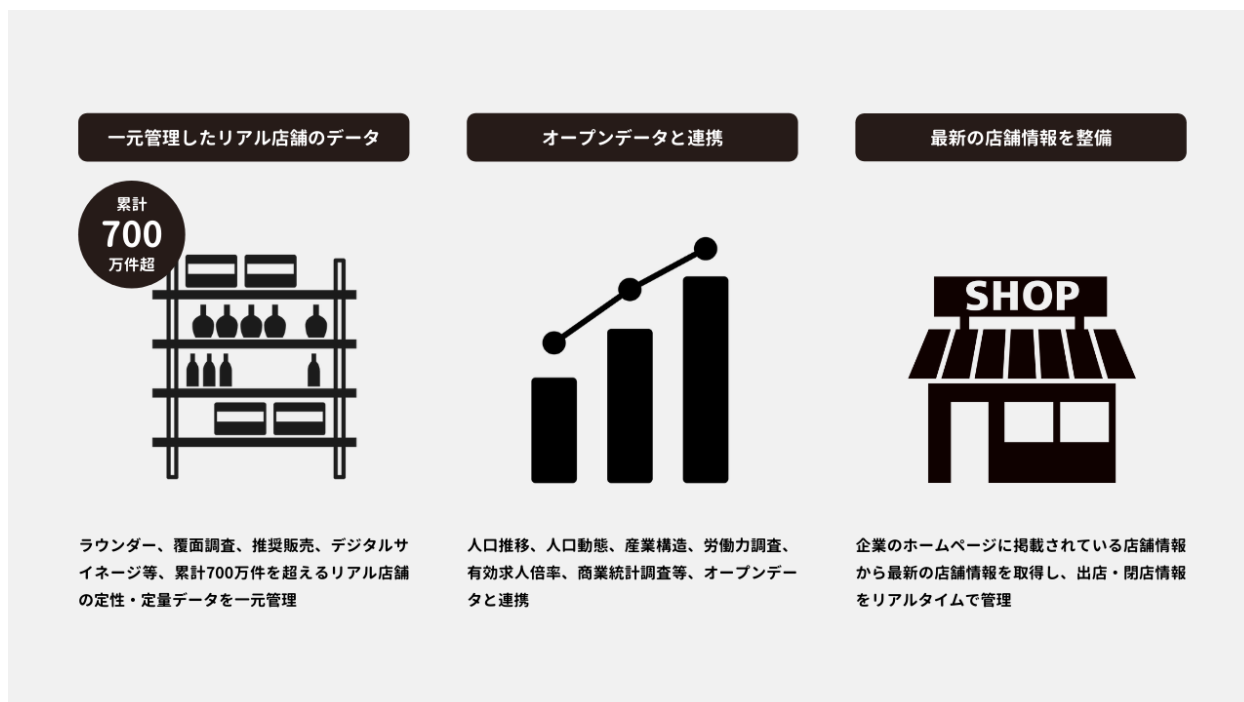 一元管理したリアル店舗のデータ
累計
700
万件超
ラウンダー、覆面調査、推奨販売、デジタルサ
イネージ等、累計700万件を超えるリアル店舗
の定性・定量データを一元管理
オープンデータと連携
人口推移、人口動態、産業構造、労働力調査、
有効求人倍率、商業統計調査等、オープンデー
タと連携
最新の店舗情報を整備
SHOP
企業のホームページに掲載されている店舗情報
から最新の店舗情報を取得し、出店・閉店情報
をリアルタイムで管理